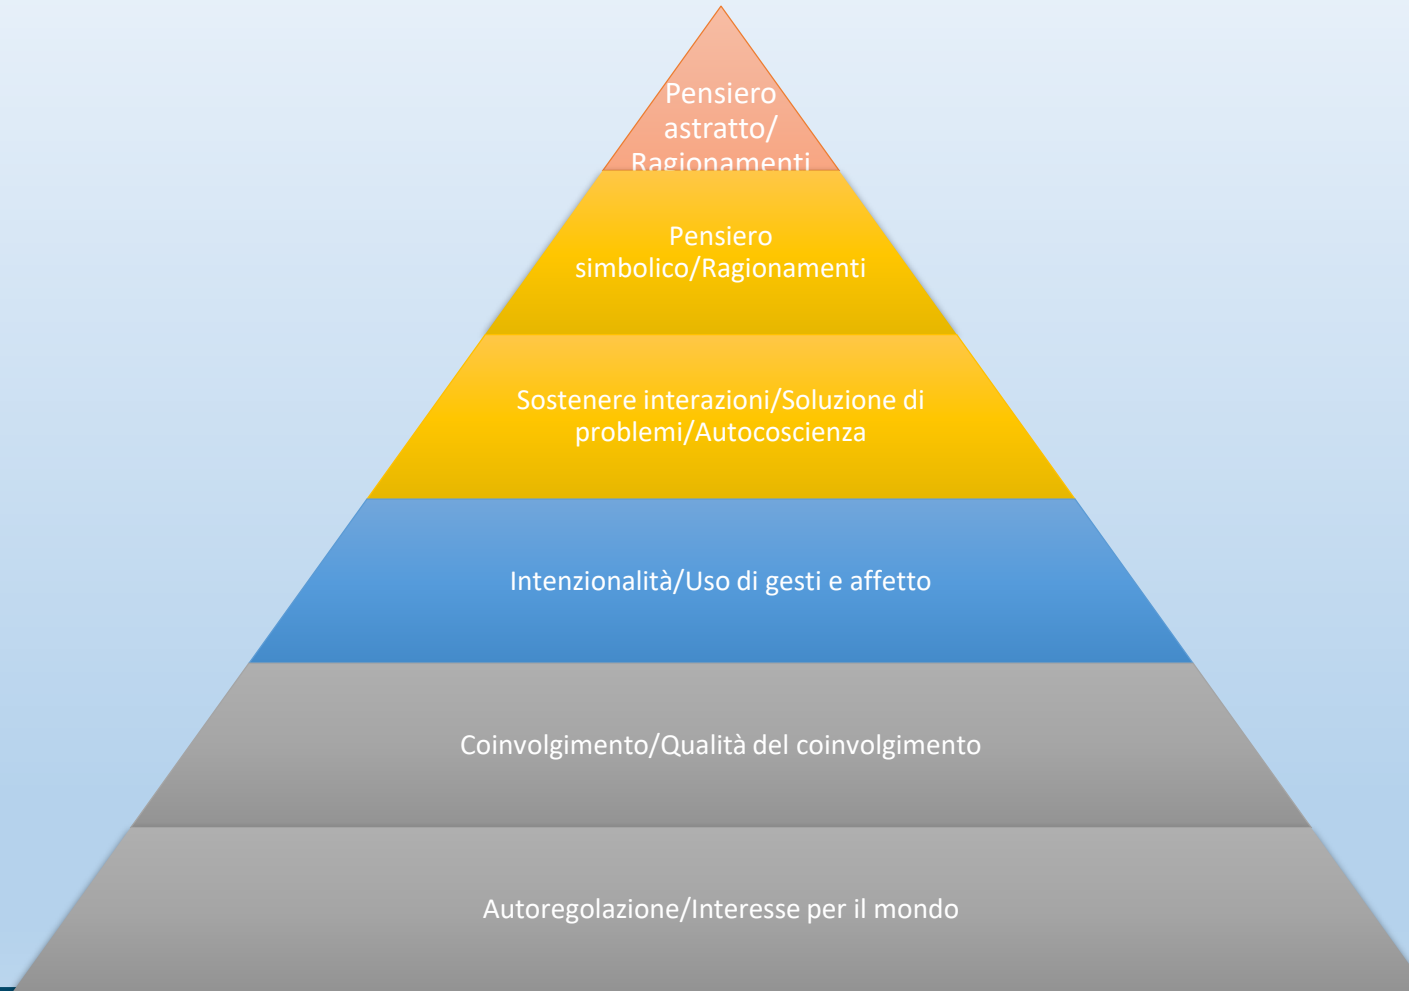 Pensiero
astratto/
Ragionamenti
Pensiero
simbolico/Ragionamenti
Sostenere interazioni/Soluzione di
problemi/Autocoscienza
Intenzionalità/Uso di gesti e affetto
Coinvolgimento/Qualità del coinvolgimento
Autoregolazione/Interesse per il mondo